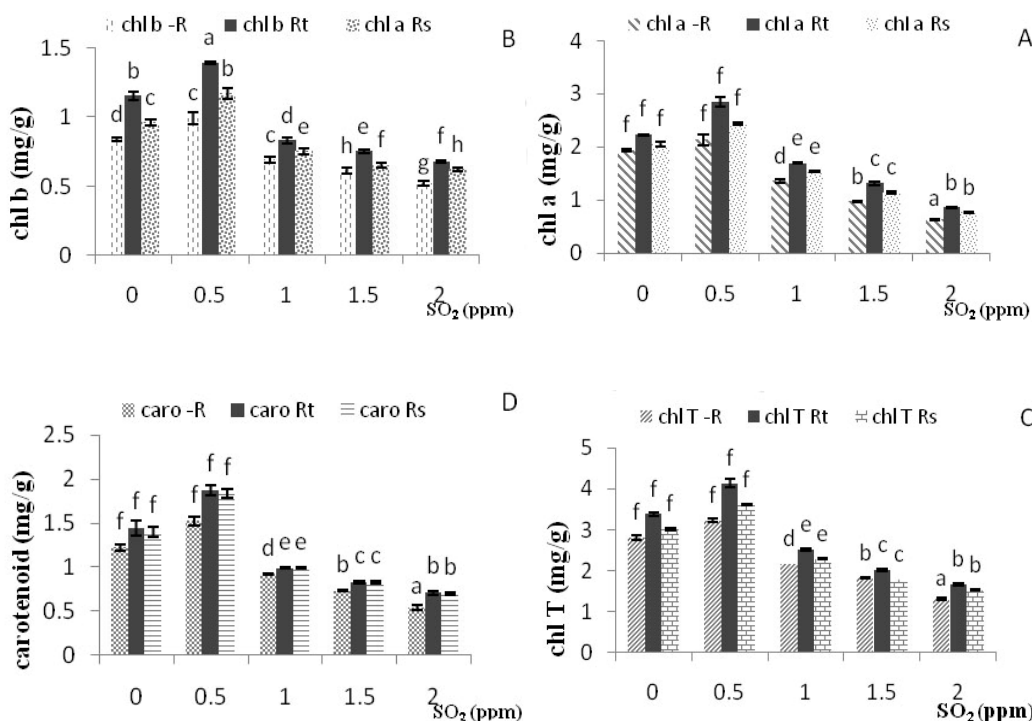 chl b -R chl b Rt chl a Rs
B
chl b (mg/g)
1.5
1
0.5
0
d b c
c a b
c d e
h e f
g f h
0 0.5 1 1.5 2
SO2 (ppm)
chl a -R chl a Rt chl a Rs
A
chl a (mg/g)
4
3
2
1
0
f f f
f f f
d e e
b c c
a b b
0 0.5 1 1.5 2
SO2 (ppm)
caro -R caro Rt caro Rs
D
carotenoid (mg/g)
2.5
2
1.5
1
0.5
0
f f f
f f f
d e e
b c c
a b b
0 0.5 1 1.5 2
SO2 (ppm)
chl T -R chl T Rt chl T Rs
C
chl T (mg/g)
5
4
3
2
1
0
f f f
f f f
d e e
b c c
a b b
0 0.5 1 1.5 2
SO2 (ppm)